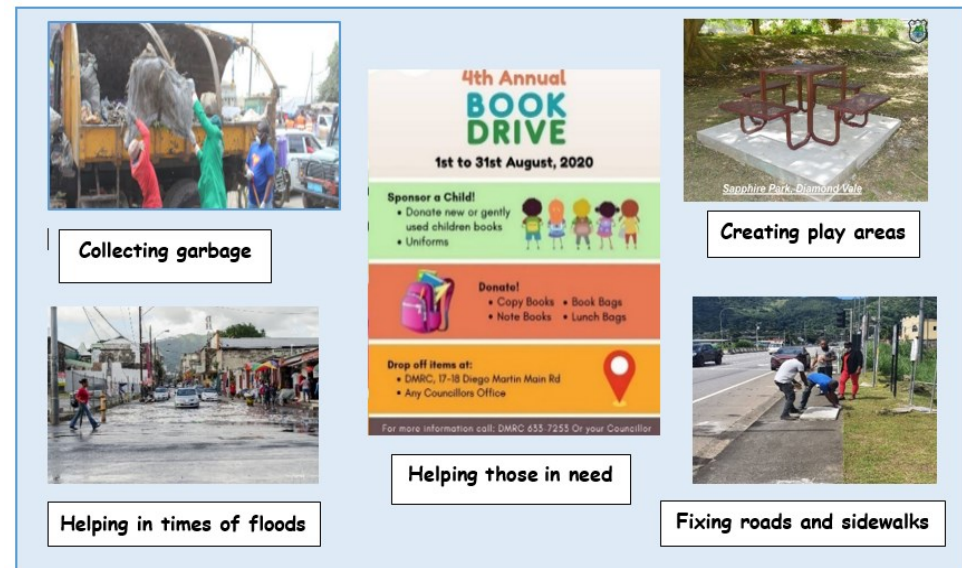 Collecting garbage
4th Annual
BOOK
DRIVE
1st to 31st August, 2020
Sponsor a Child!
• Donate new or gently
used children books
• Uniforms
Donate!
• Copy Books • Book Bags
• Note Books • Lunch Bags
Drop off items at:
• DMRC, 17-18 Diego Martin Main Rd
• Any Councillors Office
For more information call: DMRC 633-7253 Or your Councillor
Helping those in need
Sapphire Park, Diamond Vale
Creating play areas
Helping in times of floods
Fixing roads and sidewalks